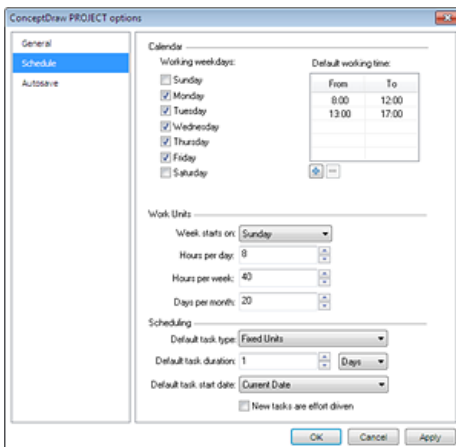 ConceptDraw PROJECT options
General
Schedule
Autosave
Calendar
Working weekdays:
Sunday
Monday
Tuesday
Wednesday
Thursday
Friday
Saturday
Default working time:
From To
8:00 12:00
13:00 17:00
Work Units
Week starts on: Sunday
Hours per day: 8
Hours per week: 40
Days per month: 20
Scheduling
Default task type: Fixed Units
Default task duration: 1 Days
Default task start date: Current Date
New tasks are effort driven
OK Cancel Apply